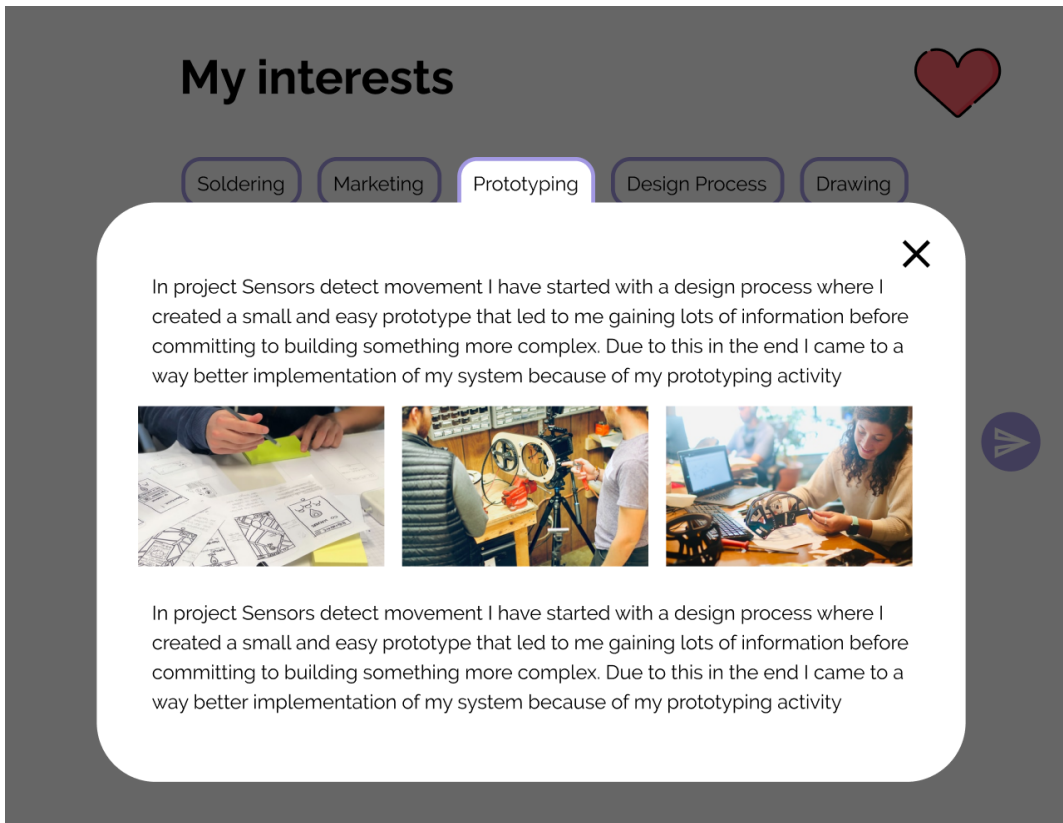 My interests
Soldering
Marketing
Prototyping
Design Process
Drawing
In project Sensors detect movement I have started with a design process where I
created a small and easy prototype that led to me gaining lots of information before
committing to building something more complex. Due to this in the end I came to a
way better implementation of my system because of my prototyping activity
In project Sensors detect movement I have started with a design process where I
created a small and easy prototype that led to me gaining lots of information before
committing to building something more complex. Due to this in the end I came to a
way better implementation of my system because of my prototyping activity